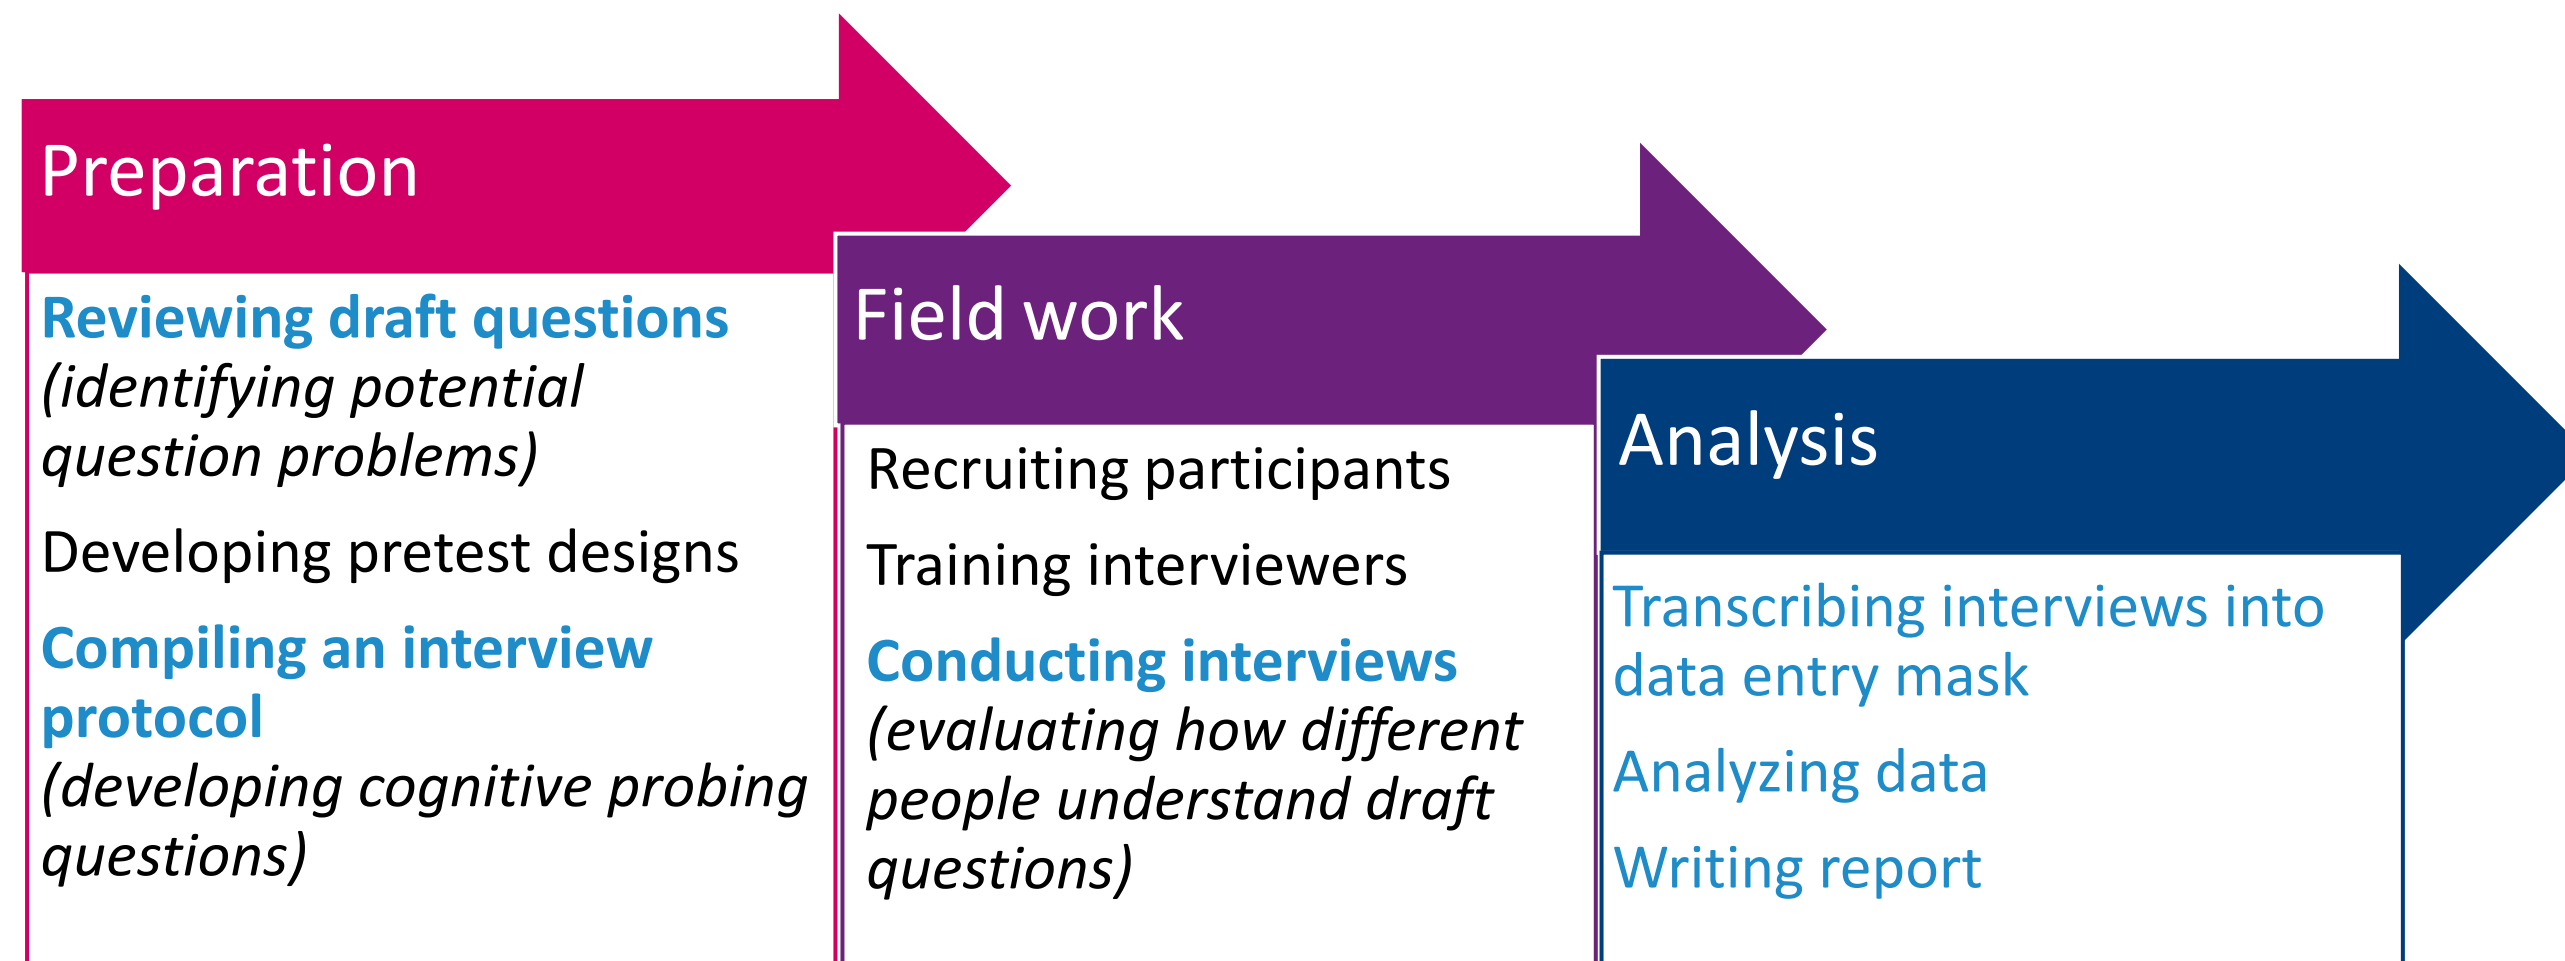 Preparation
Reviewing draft questions
(identifying potential
question problems)
Developing pretest designs
Compiling an interview
protocol
(developing cognitive probing
questions)
Field work
Recruiting participants
Training interviewers
Conducting interviews
(evaluating how different
people understand draft
questions)
Analysis
Transcribing interviews into
data entry mask
Analyzing data
Writing report